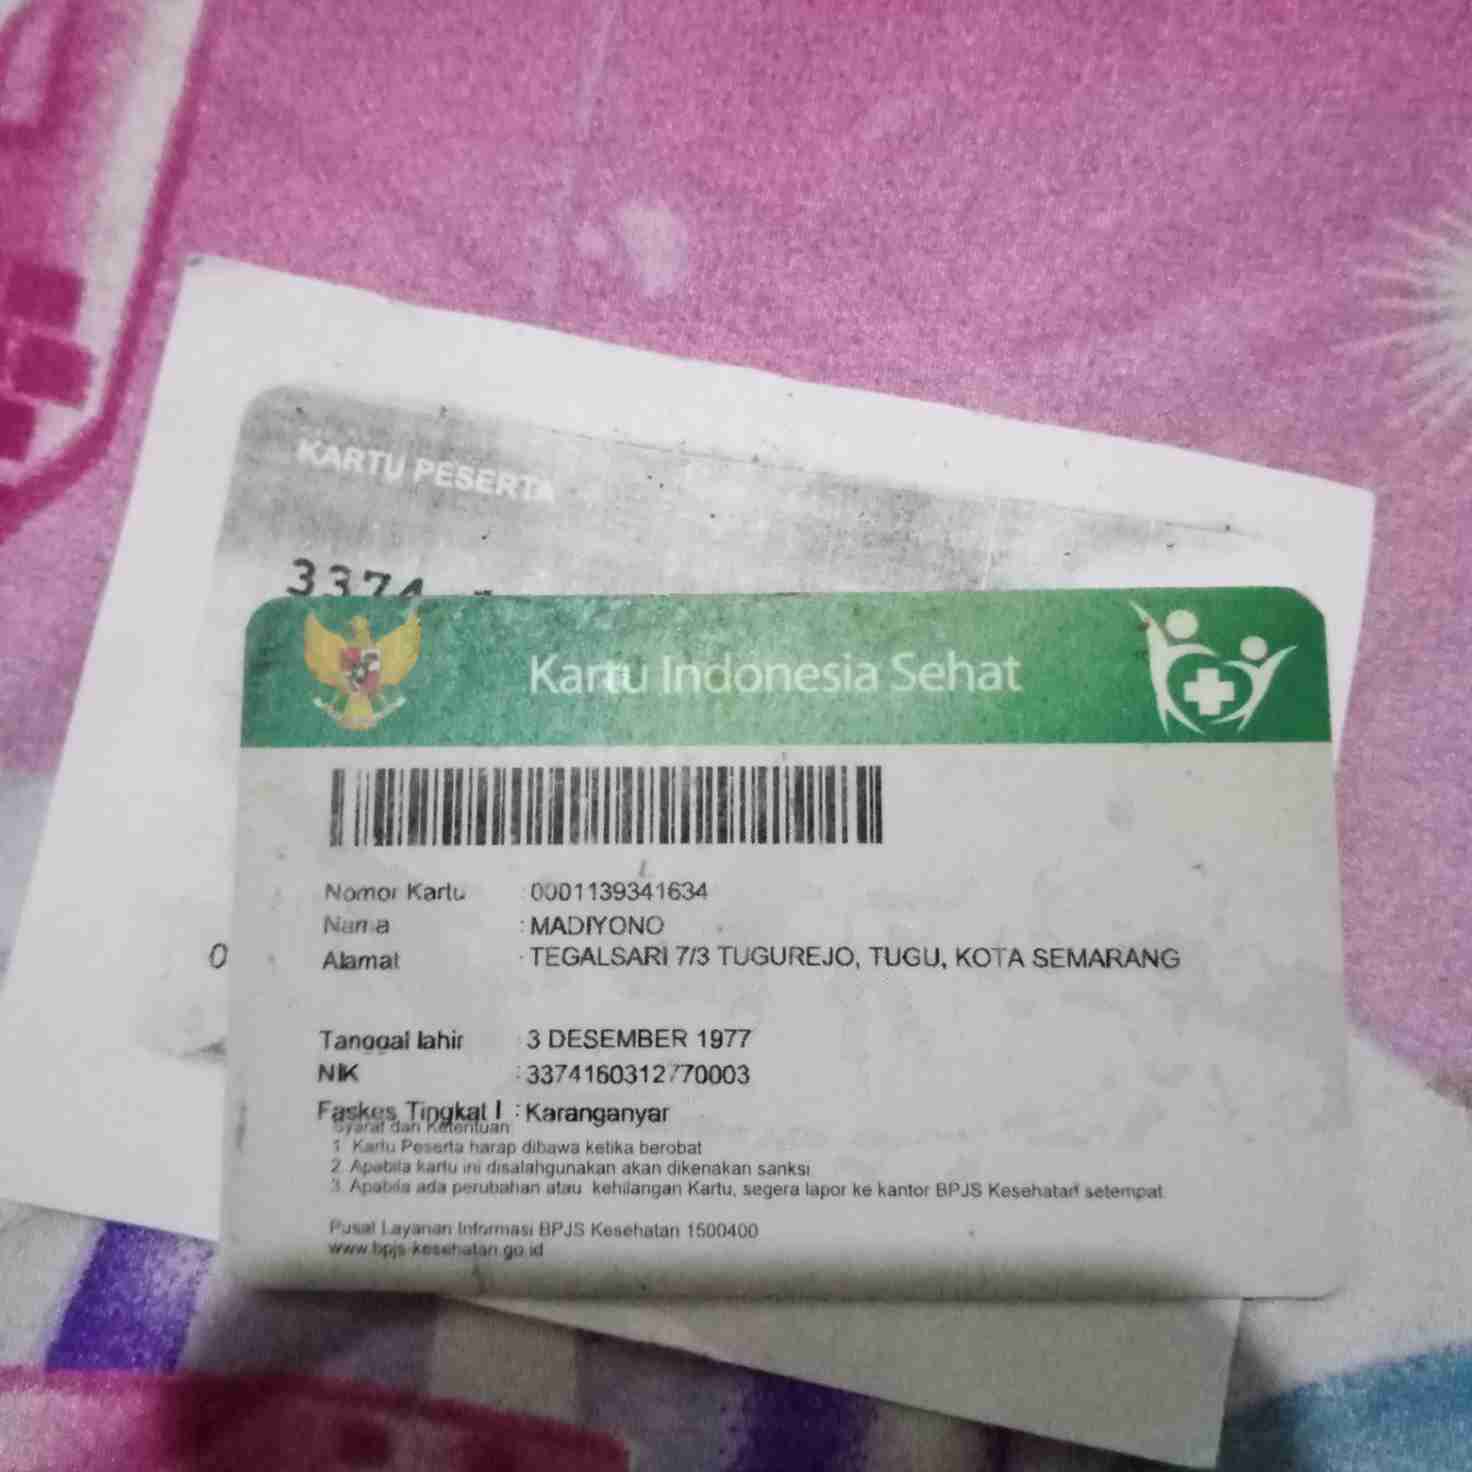 KARTU PESERTA
3374
Kartu Indonesia Sehat
Nomor Kartu : 0001139341634
Nama : MADIYONO
Alamat : TEGALSARI 7/3 TUGUREJO, TUGU, KOTA SEMARANG
0
Tanggal lahir : 3 DESEMBER 1977
NIK : 3374160312770003
Faskes Tingkat I : Karanganyar
Syarat dan Ketentuan
1. Kartu Peserta harap dibawa ketika berobat
2. Apabila kartu ini disalahgunakan akan dikenakan sanksi
3. Apabila ada perubahan atau kehilangan Kartu, segera lapor ke kantor BPJS Kesehatan setempat
Pusat Layanan Informasi BPJS Kesehatan 1500400
www.bpjs-kesehatan.go.id